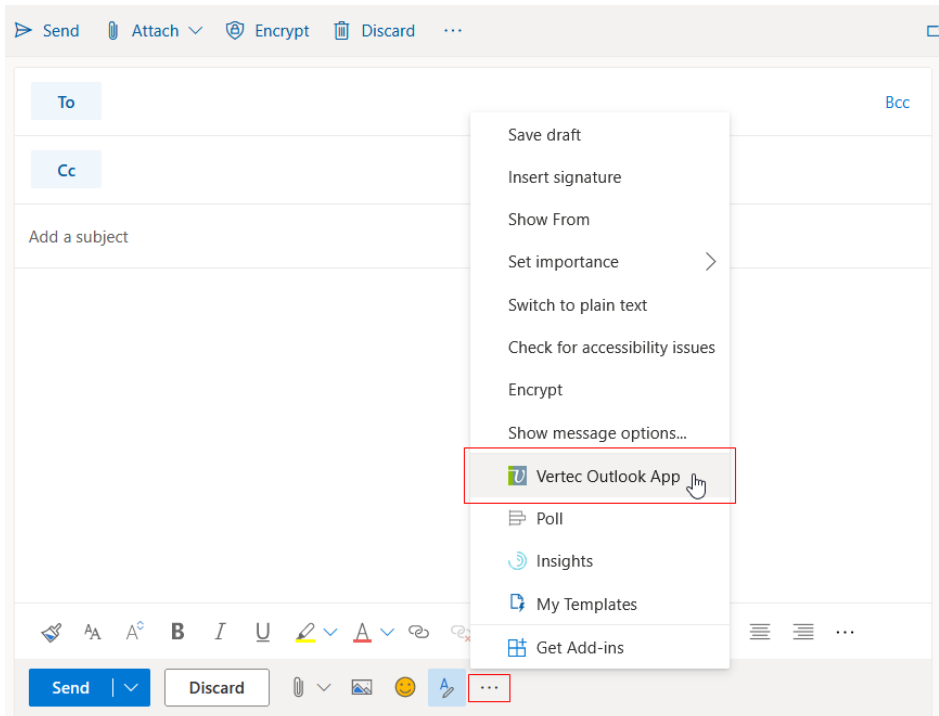 Send Attach Encrypt Discard ...
To Bcc
Cc
Add a subject
Save draft
Insert signature
Show From
Set importance
Switch to plain text
Check for accessibility issues
Encrypt
Show message options...
Vertec Outlook App
Poll
Insights
My Templates
Get Add-ins
B I U A ...
Send Discard ...